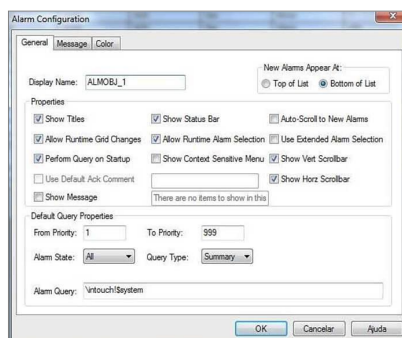 Alarm Configuration
General Message Color
New Alarms Appear At:
Display Name: ALMOBJ_1
Top of List Bottom of List
Properties
Show Titles Show Status Bar Auto-Scroll to New Alarms
Allow Runtime Grid Changes Allow Runtime Alarm Selection Use Extended Alarm Selection
Perform Query on Startup Show Context Sensitive Menu Show Vert Scrollbar
Use Default Ack Comment Show Horz Scrollbar
Show Message There are no items to show in this
Default Query Properties
From Priority: 1 To Priority: 999
Alarm State: All Query Type: Summary
Alarm Query: \intouch!$system
OK Cancelar Ajuda